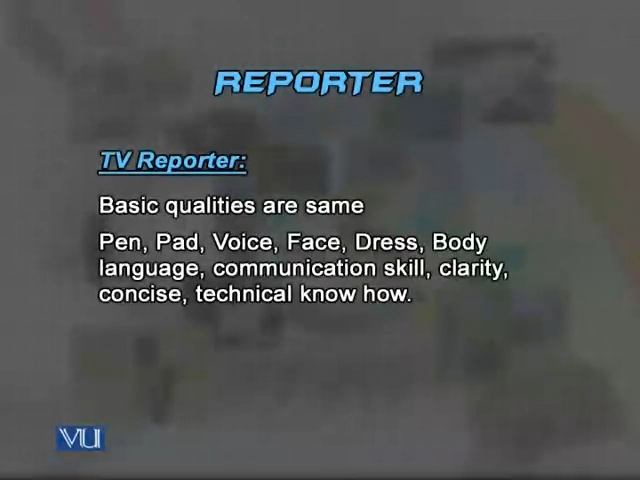 REPORTER
TV Reporter:
Basic qualities are same
Pen, Pad, Voice, Face, Dress, Body
language, communication skill, clarity,
concise, technical know how.
VU